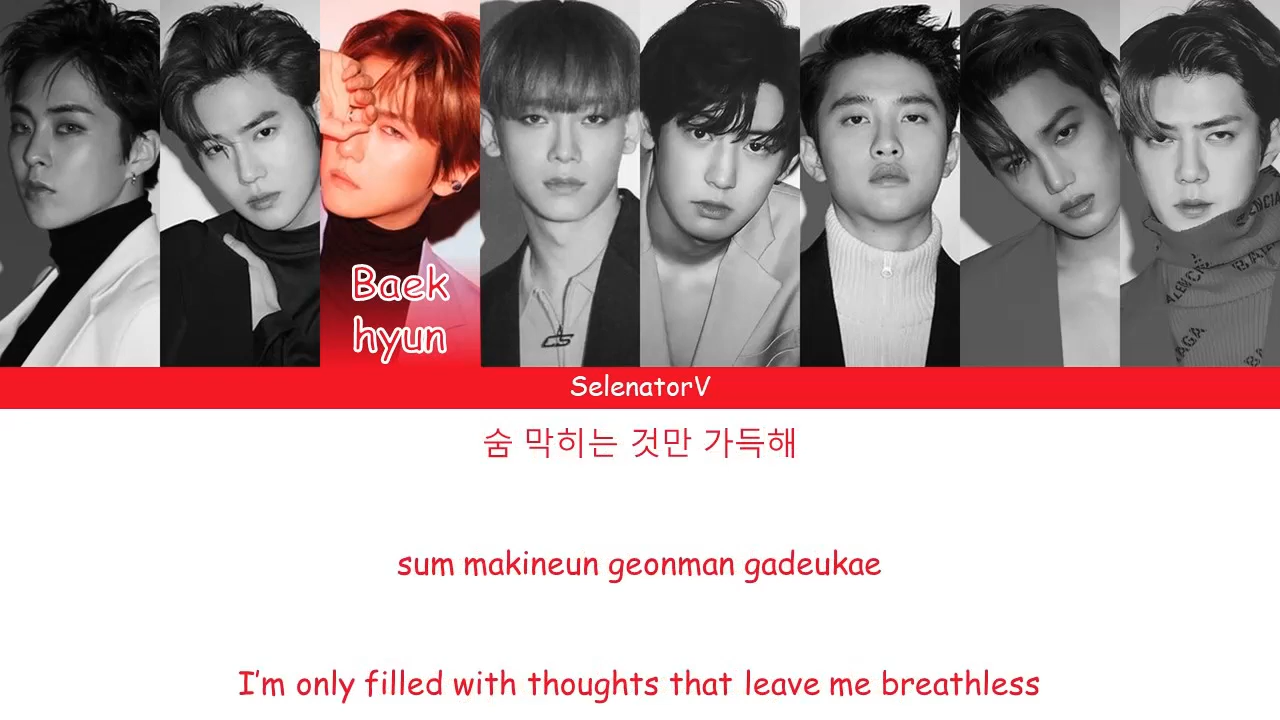 Baek
hyun
SelenatorV
숨 막히는 것만 가득해
sum makineun geonman gadeukae
I'm only filled with thoughts that leave me breathless